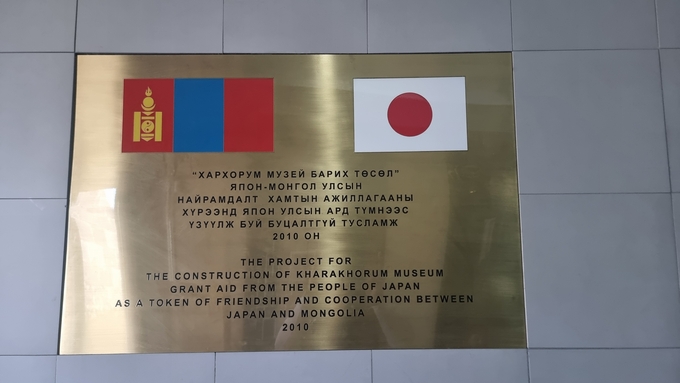 "ХАРХОРУМ МУЗЕЙ БАРИХ ТӨСӨЛ"
ЯПОН-МОНГОЛ УЛСЫН
НАЙРАМДАЛТ ХАМТЫН АЖИЛЛАГААНЫ
ХҮРЭЭНД ЯПОН УЛСЫН АРД ТҮМНЭЭС
ҮЗҮҮЛЖ БУЙ БУЦАЛТГҮЙ ТУСЛАМЖ
2010 ОН
THE PROJECT FOR
THE CONSTRUCTION OF KHARAKHORUM MUSEUM
GRANT AID FROM THE PEOPLE OF JAPAN
AS A TOKEN OF FRIENDSHIP AND COOPERATION BETWEEN
JAPAN AND MONGOLIA
2010